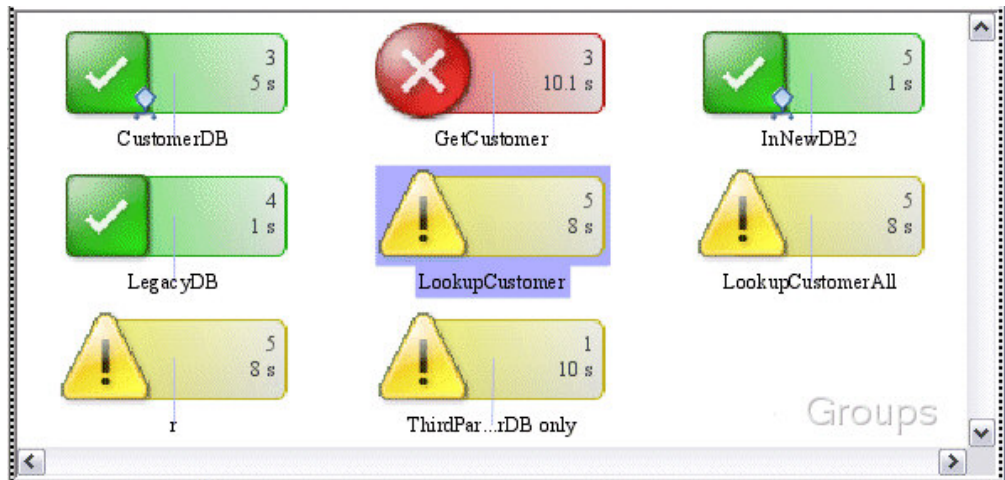 3
5 s
CustomerDB
3
10.1 s
GetCustomer
5
1 s
InNewDB2
4
1 s
LegacyDB
5
8 s
LookupCustomer
5
8 s
LookupCustomerAll
5
8 s
r
1
10 s
ThirdPar...rDB only
Groups